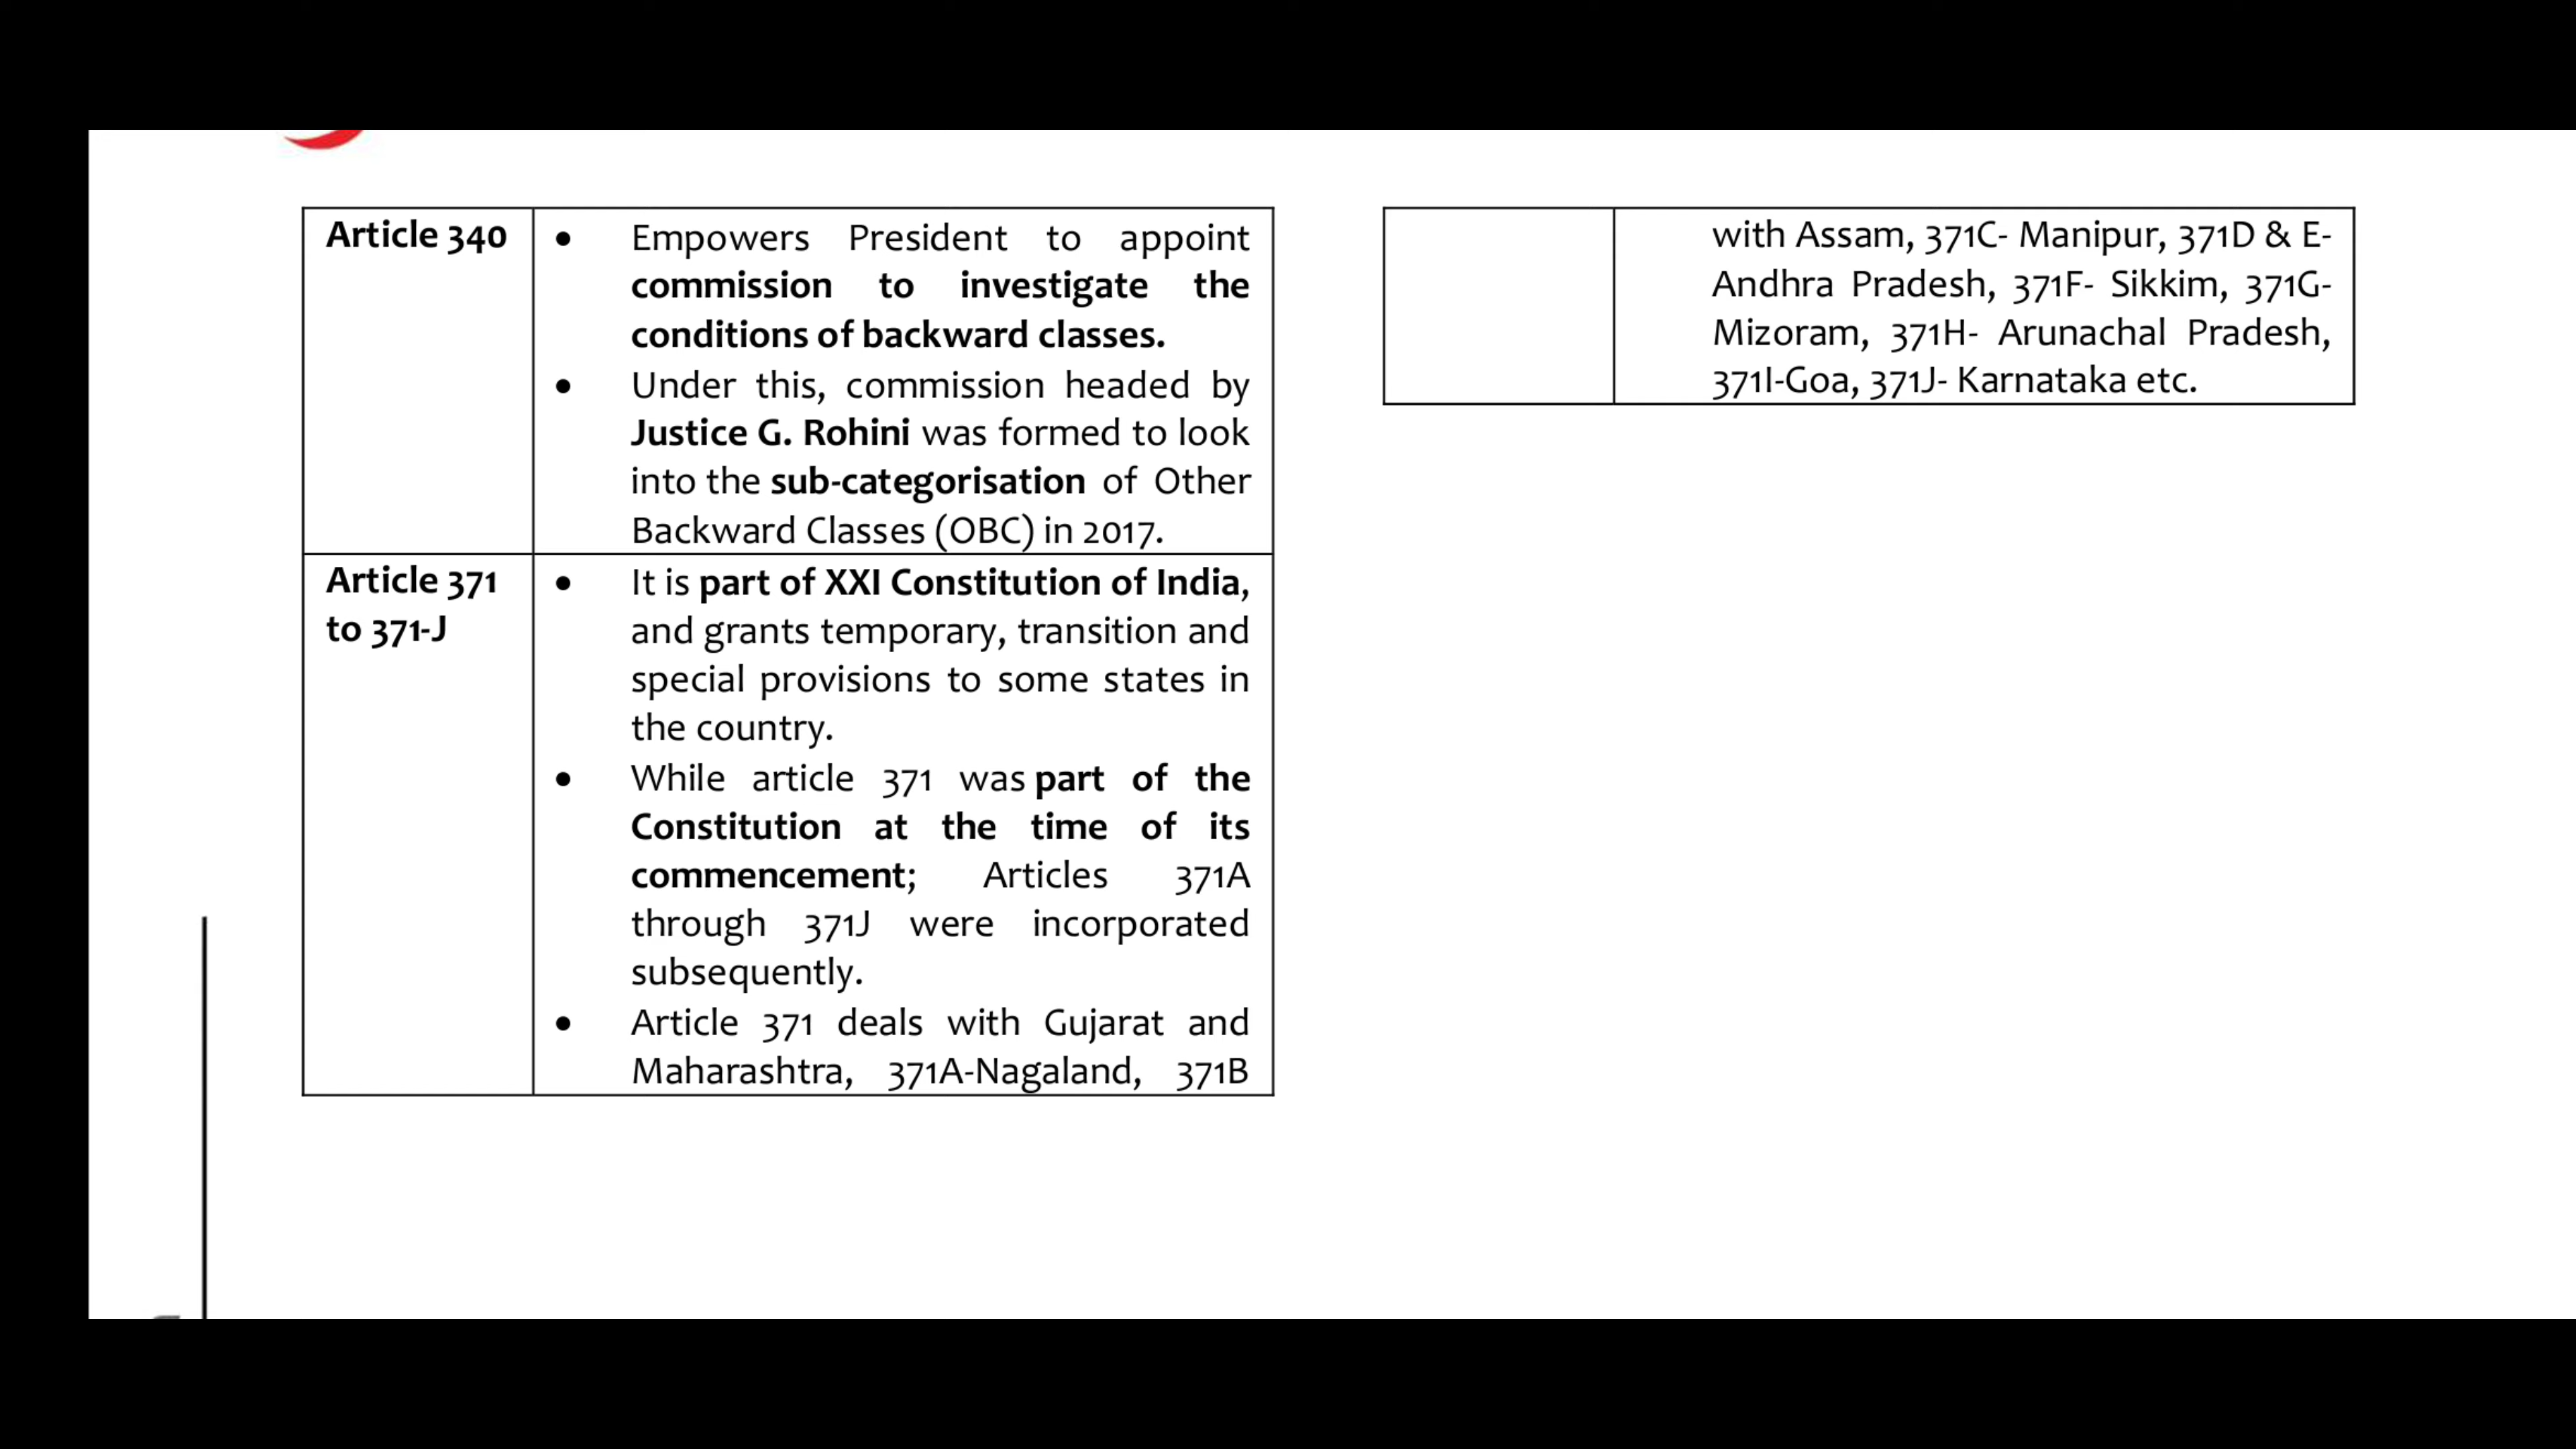 Article 340
• Empowers President to appoint
commission to investigate the
conditions of backward classes.
• Under this, commission headed by
Justice G. Rohini was formed to look
into the sub-categorisation of Other
Backward Classes (OBC) in 2017.
Article 371
to 371-J
• It is part of XXI Constitution of India,
and grants temporary, transition and
special provisions to some states in
the country.
• While article 371 was part of the
Constitution at the time of its
commencement; Articles 371A
through 371J were incorporated
subsequently.
• Article 371 deals with Gujarat and
Maharashtra, 371A-Nagaland, 371B
with Assam, 371C- Manipur, 371D & E-
Andhra Pradesh, 371F- Sikkim, 371G-
Mizoram, 371H- Arunachal Pradesh,
371I-Goa, 371J- Karnataka etc.